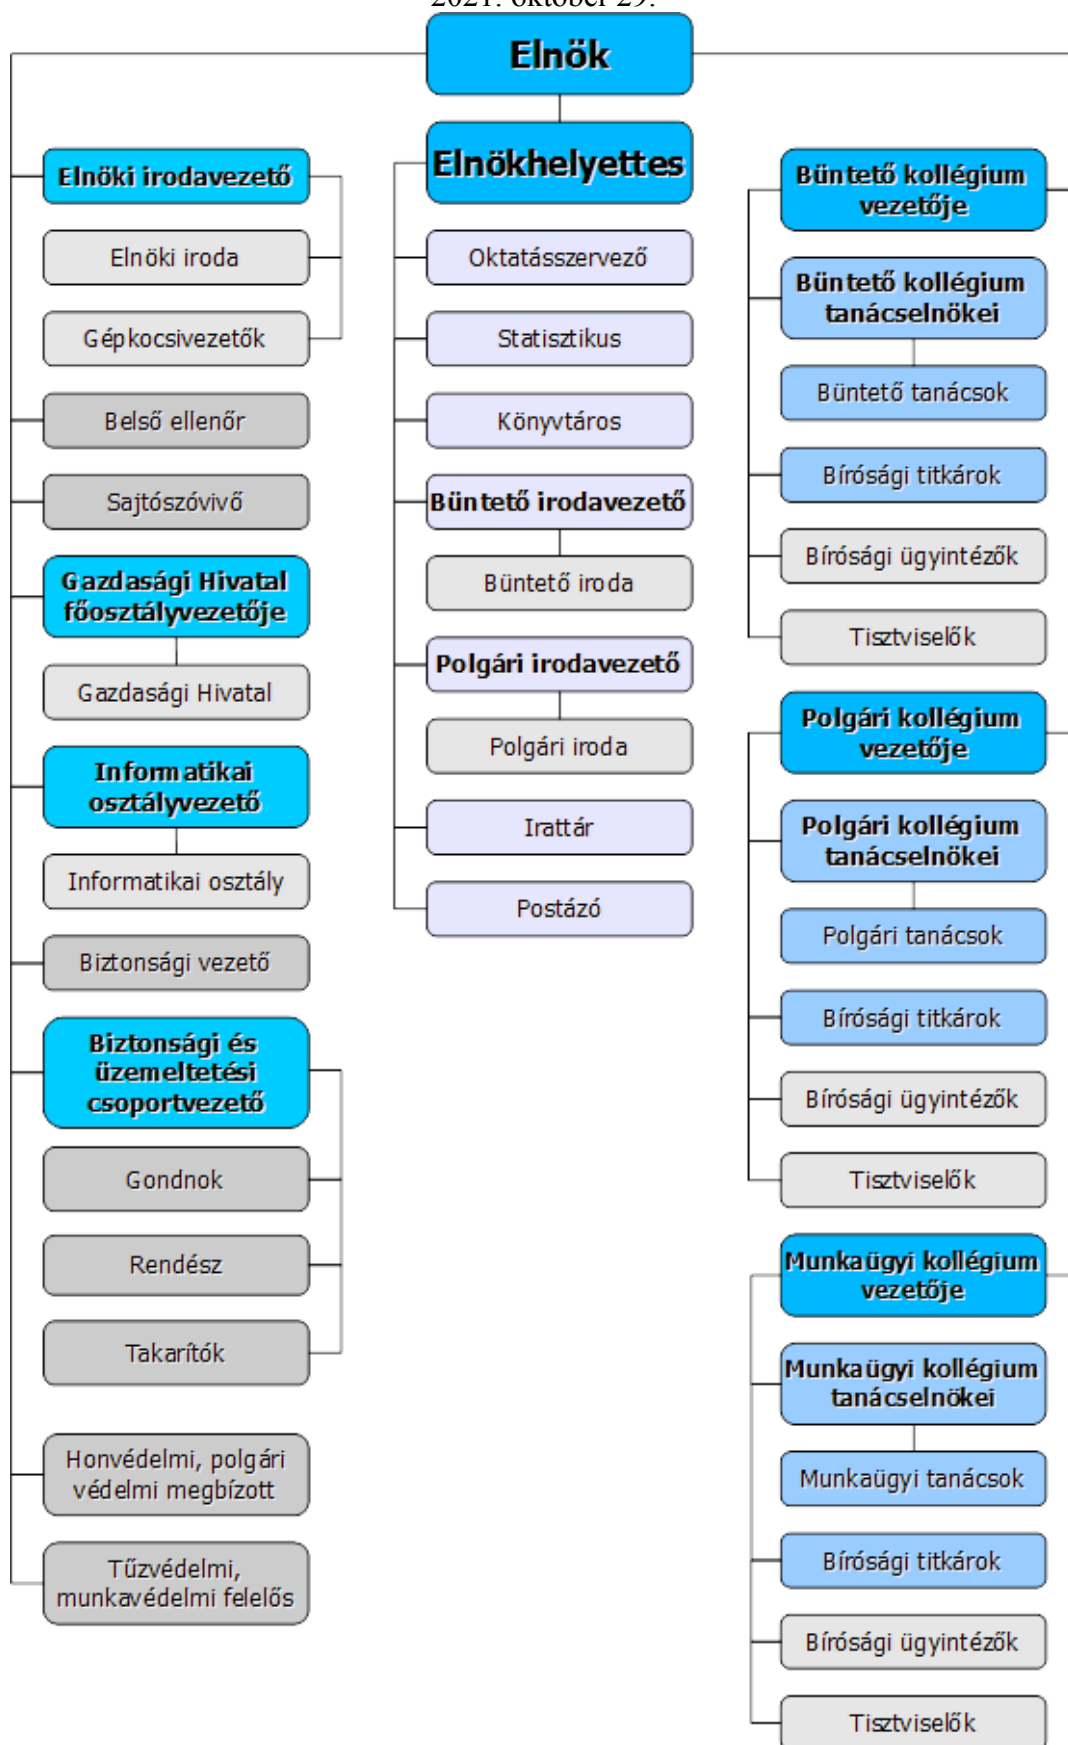 2021. október 29.
Elnök
Elnökhelyettes
Elnöki irodavezető
Elnöki iroda
Gépkocsivezetők
Belső ellenőr
Sajtószóvivő
Gazdasági Hivatal
főosztályvezetője
Gazdasági Hivatal
Informatikai
osztályvezető
Informatikai osztály
Biztonsági vezető
Biztonsági és
üzemeltetési
csoportvezető
Gondnok
Rendész
Takarítók
Honvédelmi, polgári
védelmi megbízott
Tűzvédelmi,
munkavédelmi felelős
Oktatásszervező
Statisztikus
Könyvtáros
Büntető irodavezető
Büntető iroda
Polgári irodavezető
Polgári iroda
Irattár
Postázó
Büntető kollégium
vezetője
Büntető kollégium
tanácselnökei
Büntető tanácsok
Bírósági titkárok
Bírósági ügyintézők
Tisztviselők
Polgári kollégium
vezetője
Polgári kollégium
tanácselnökei
Polgári tanácsok
Bírósági titkárok
Bírósági ügyintézők
Tisztviselők
Munkaügyi kollégium
vezetője
Munkaügyi kollégium
tanácselnökei
Munkaügyi tanácsok
Bírósági titkárok
Bírósági ügyintézők
Tisztviselők